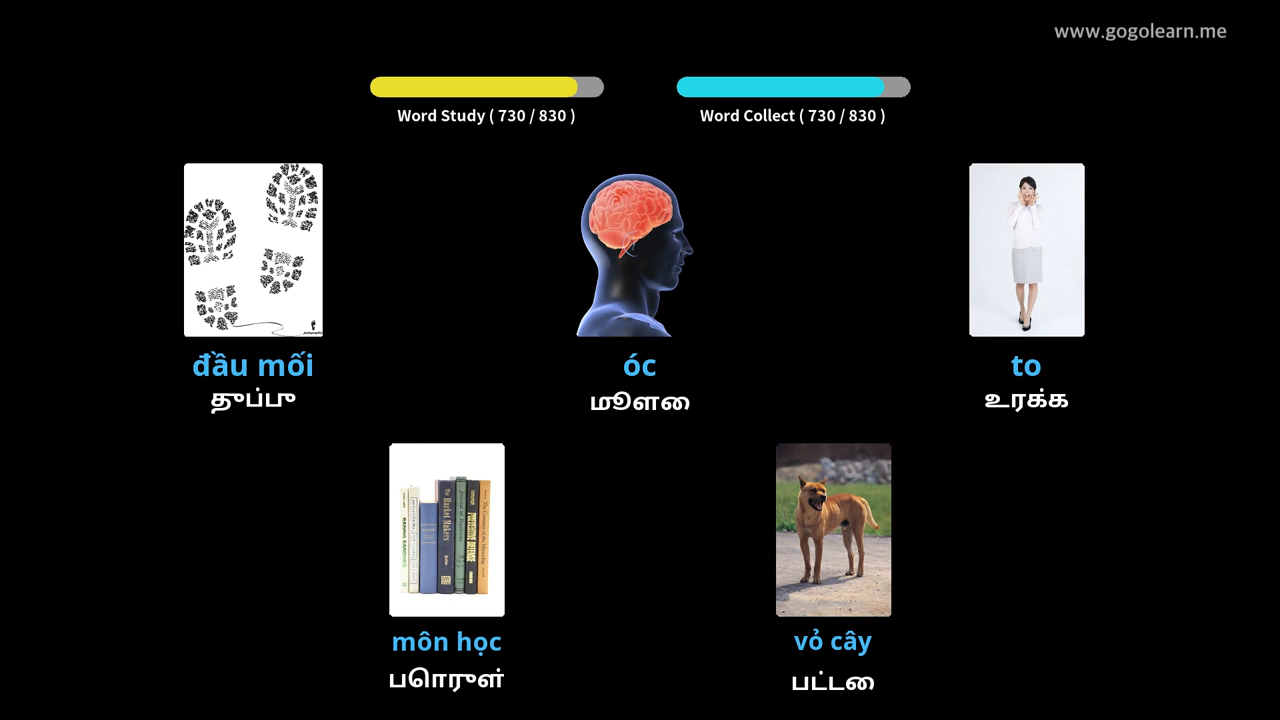 www.gogolearn.me
Word Study ( 730 / 830 )
Word Collect ( 730 / 830 )
đầu mối
துப்பு
óc
மூளை
to
உரக்க
môn học
பொருள்
vỏ cây
பட்டை